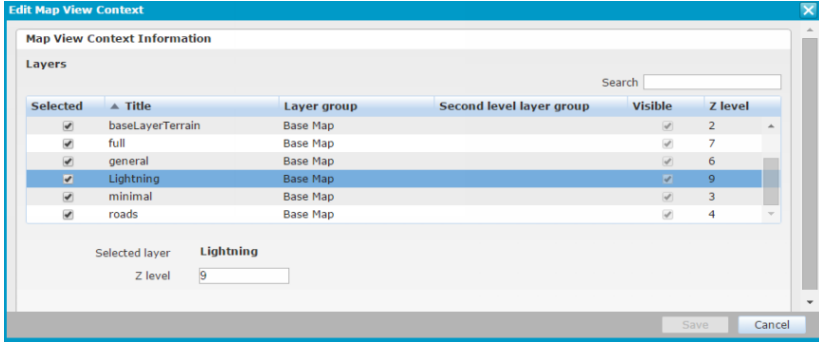 Edit Map View Context
Map View Context Information
Layers
Search
Selected Title Layer group Second level layer group Visible Z level
baseLayerTerrain Base Map 2
full Base Map 7
general Base Map 6
Lightning Base Map 9
minimal Base Map 3
roads Base Map 4
Selected layer Lightning
Z level 9
Save Cancel